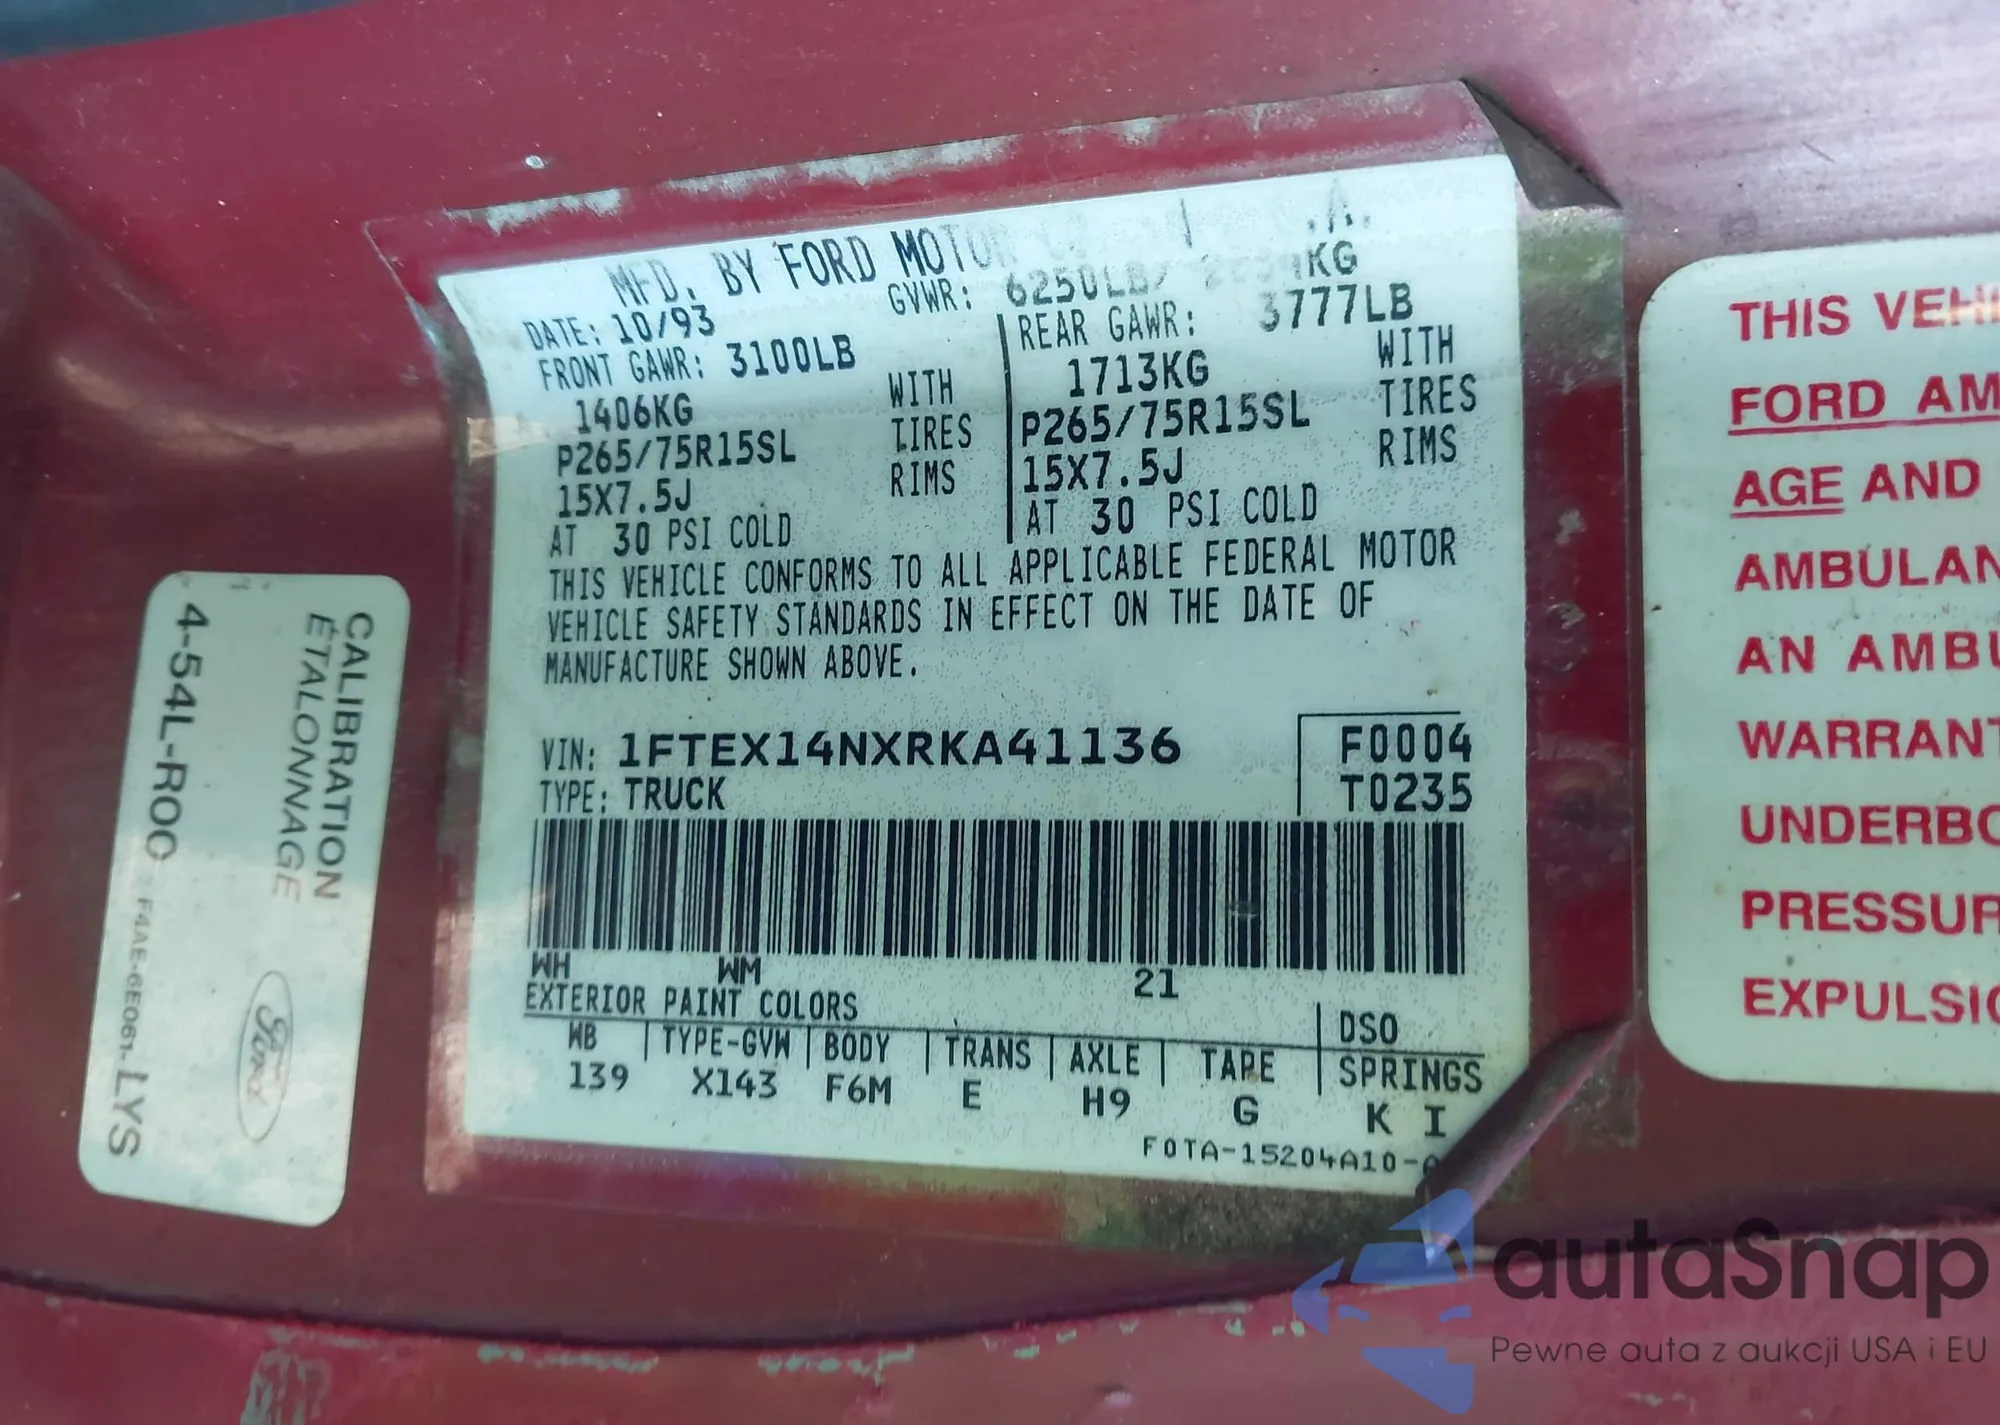 MFD. BY FORD MOTOR
DATE: 10/93 GVWR: 6250LB/ KG
FRONT GAWR: 3100LB REAR GAWR: 3777LB
1406KG WITH 1713KG WITH
P265/75R15SL TIRES P265/75R15SL TIRES
15X7.5J RIMS 15X7.5J RIMS
AT 30 PSI COLD AT 30 PSI COLD
THIS VEHICLE CONFORMS TO ALL APPLICABLE FEDERAL MOTOR
VEHICLE SAFETY STANDARDS IN EFFECT ON THE DATE OF
MANUFACTURE SHOWN ABOVE.
VIN: 1FTEX14NXRKA41136 F0004
TYPE: TRUCK T0235
WH WM 21
EXTERIOR PAINT COLORS DSO
WB TYPE-GVW BODY TRANS AXLE TAPE SPRINGS
139 X143 F6M E H9 G K I
F0TA-15204A10-
CALIBRATION
ÉTALONNAGE
Ford
4-54L-R00
F4AE-6E061-LYS
THIS VEHI
FORD AM
AGE AND
AMBULAN
AN AMBU
WARRANT
UNDERBO
PRESSUR
EXPULSIO
autaSnap
Pewne auta z aukcji USA i EU